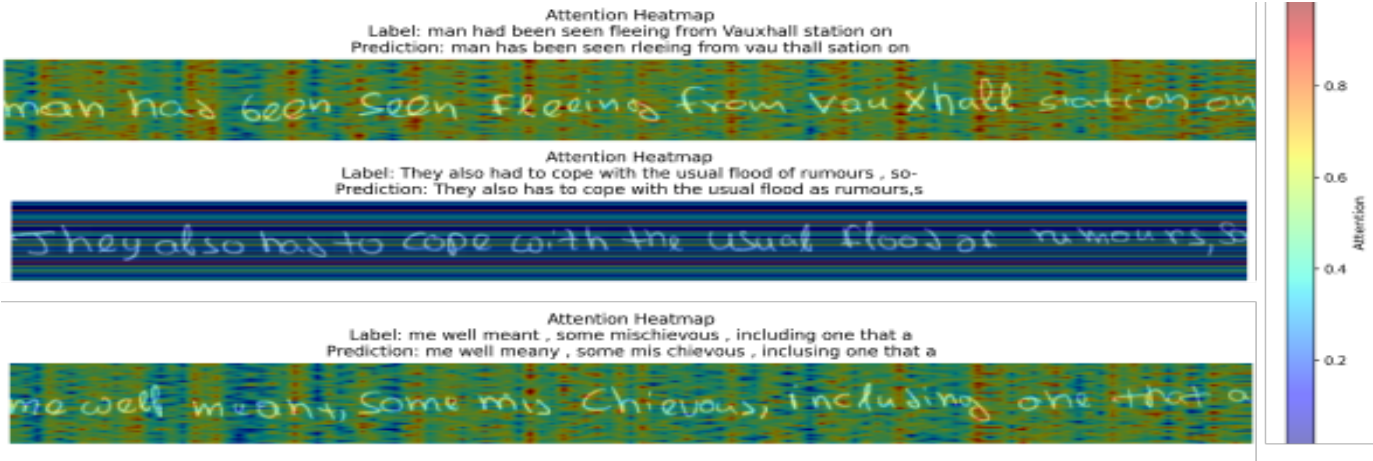 Attention Heatmap
Label: man had been seen fleeing from Vauxhall station on
Prediction: man has been seen rleeing from vau thall sation on
man had been seen fleeing from vau Xhall station on
Attention Heatmap
Label: They also had to cope with the usual flood of rumours , so-
Prediction: They also has to cope with the usual flood as rumours,s
They also had to cope with the usual flood of rumours, so
Attention Heatmap
Label: me well meant , some mischievous , including one that a
Prediction: me well meany , some mis chievous , inclusing one that a
me well meant, some mis chievous, including one that a
0.8
0.6
0.4
0.2
Attention